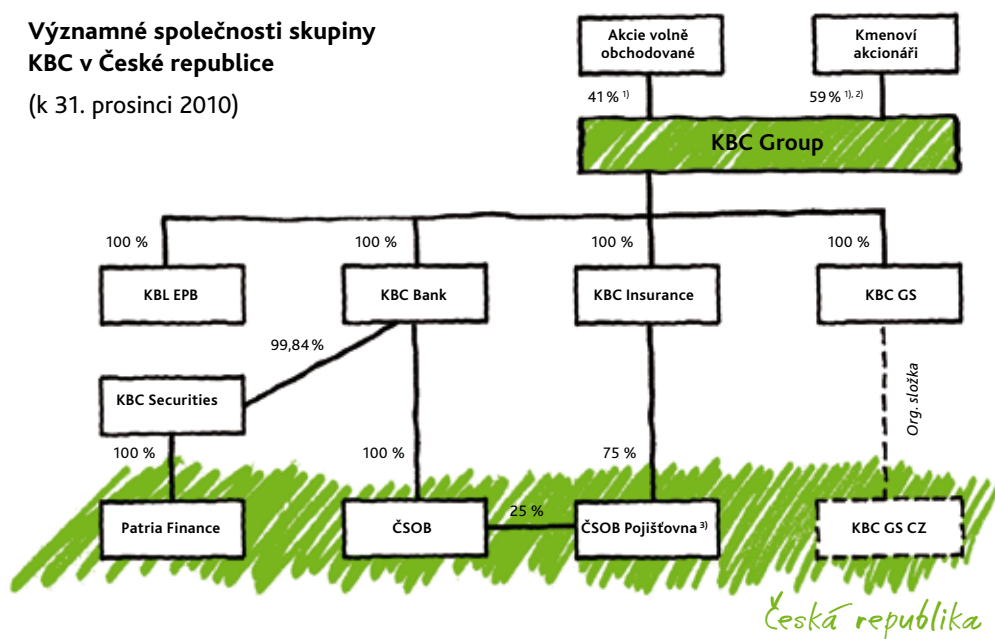 Významné společnosti skupiny
KBC v České republice
(k 31. prosinci 2010)
Akcie volně
obchodované
Kmenoví
akcionáři
41 % 1)
59 % 1), 2)
KBC Group
100 %
100 %
100 %
100 %
KBL EPB
KBC Bank
KBC Insurance
KBC GS
99,84 %
KBC Securities
Org. složka
100 %
100 %
75 %
Patria Finance
ČSOB
25 %
ČSOB Pojišťovna 3)
KBC GS CZ
Česká republika